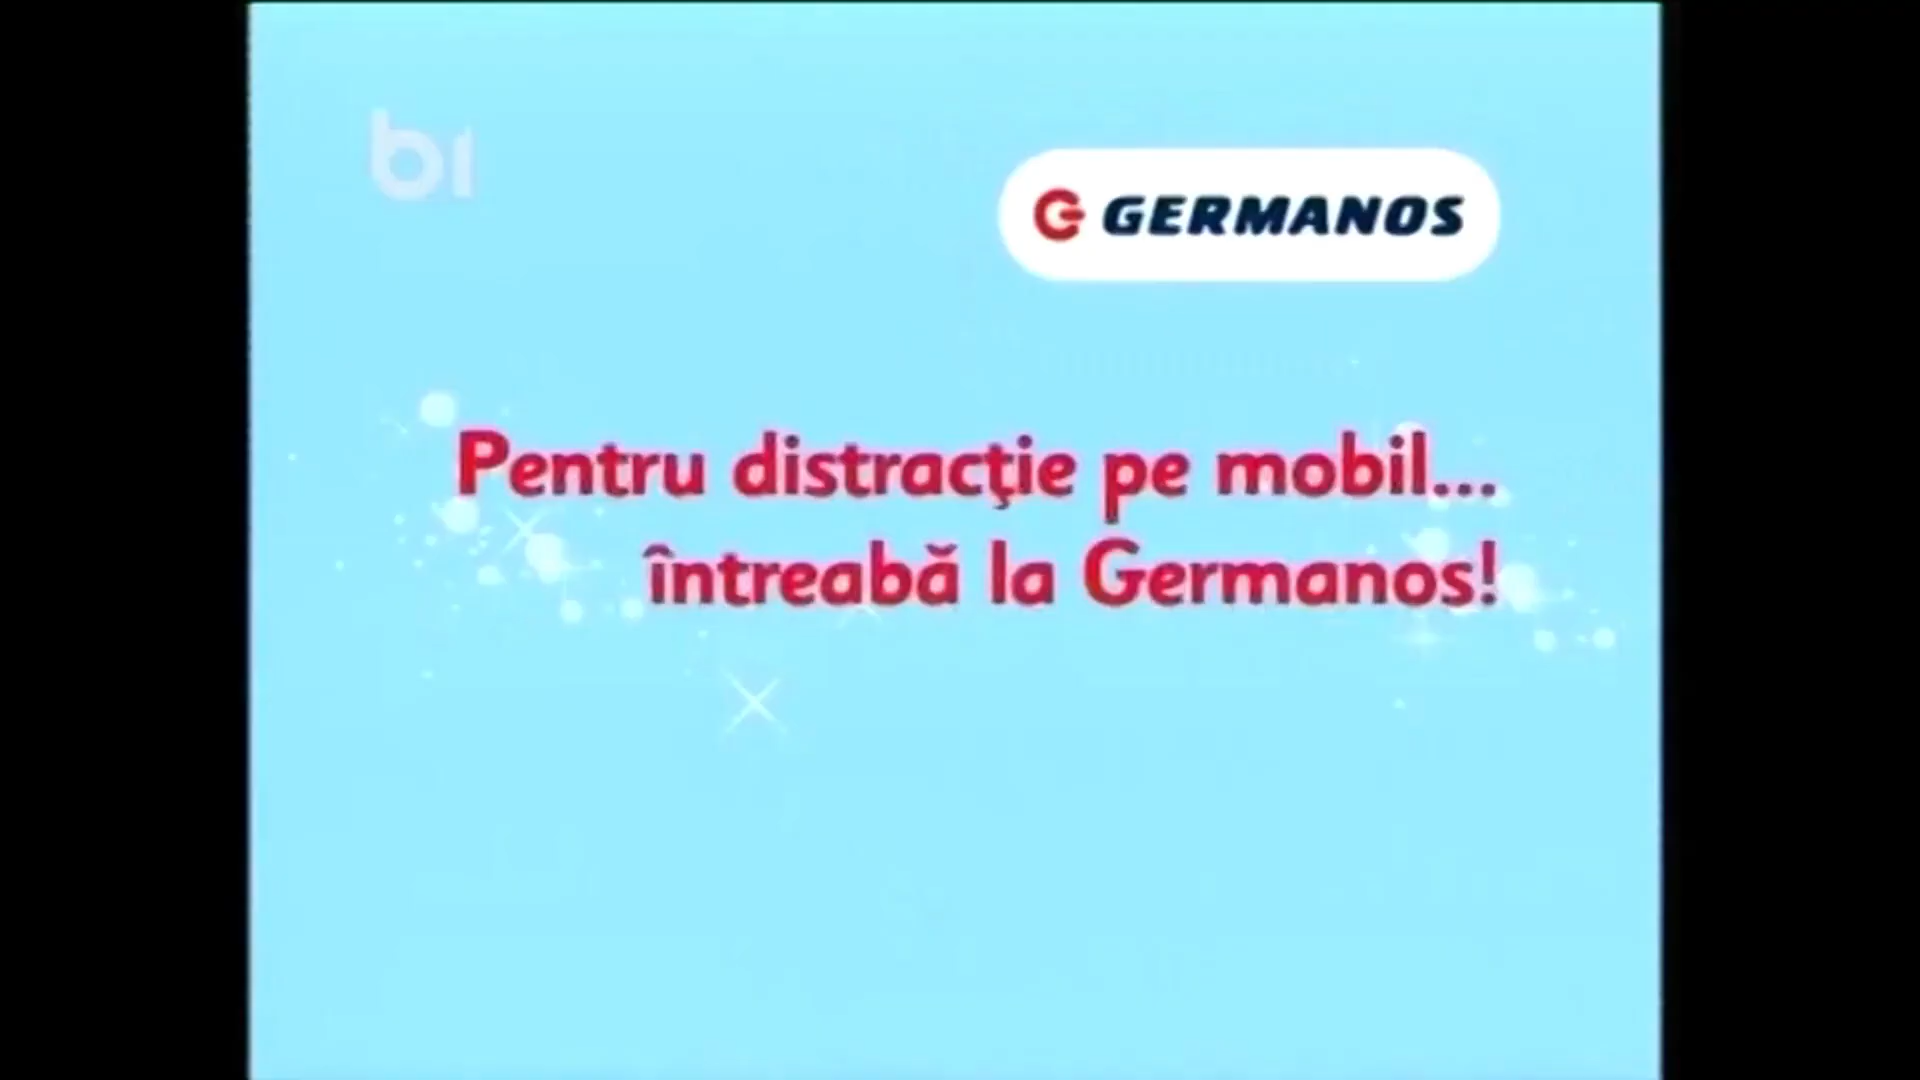 b1
GERMANOS
Pentru distracţie pe mobil...
întreabă la Germanos!